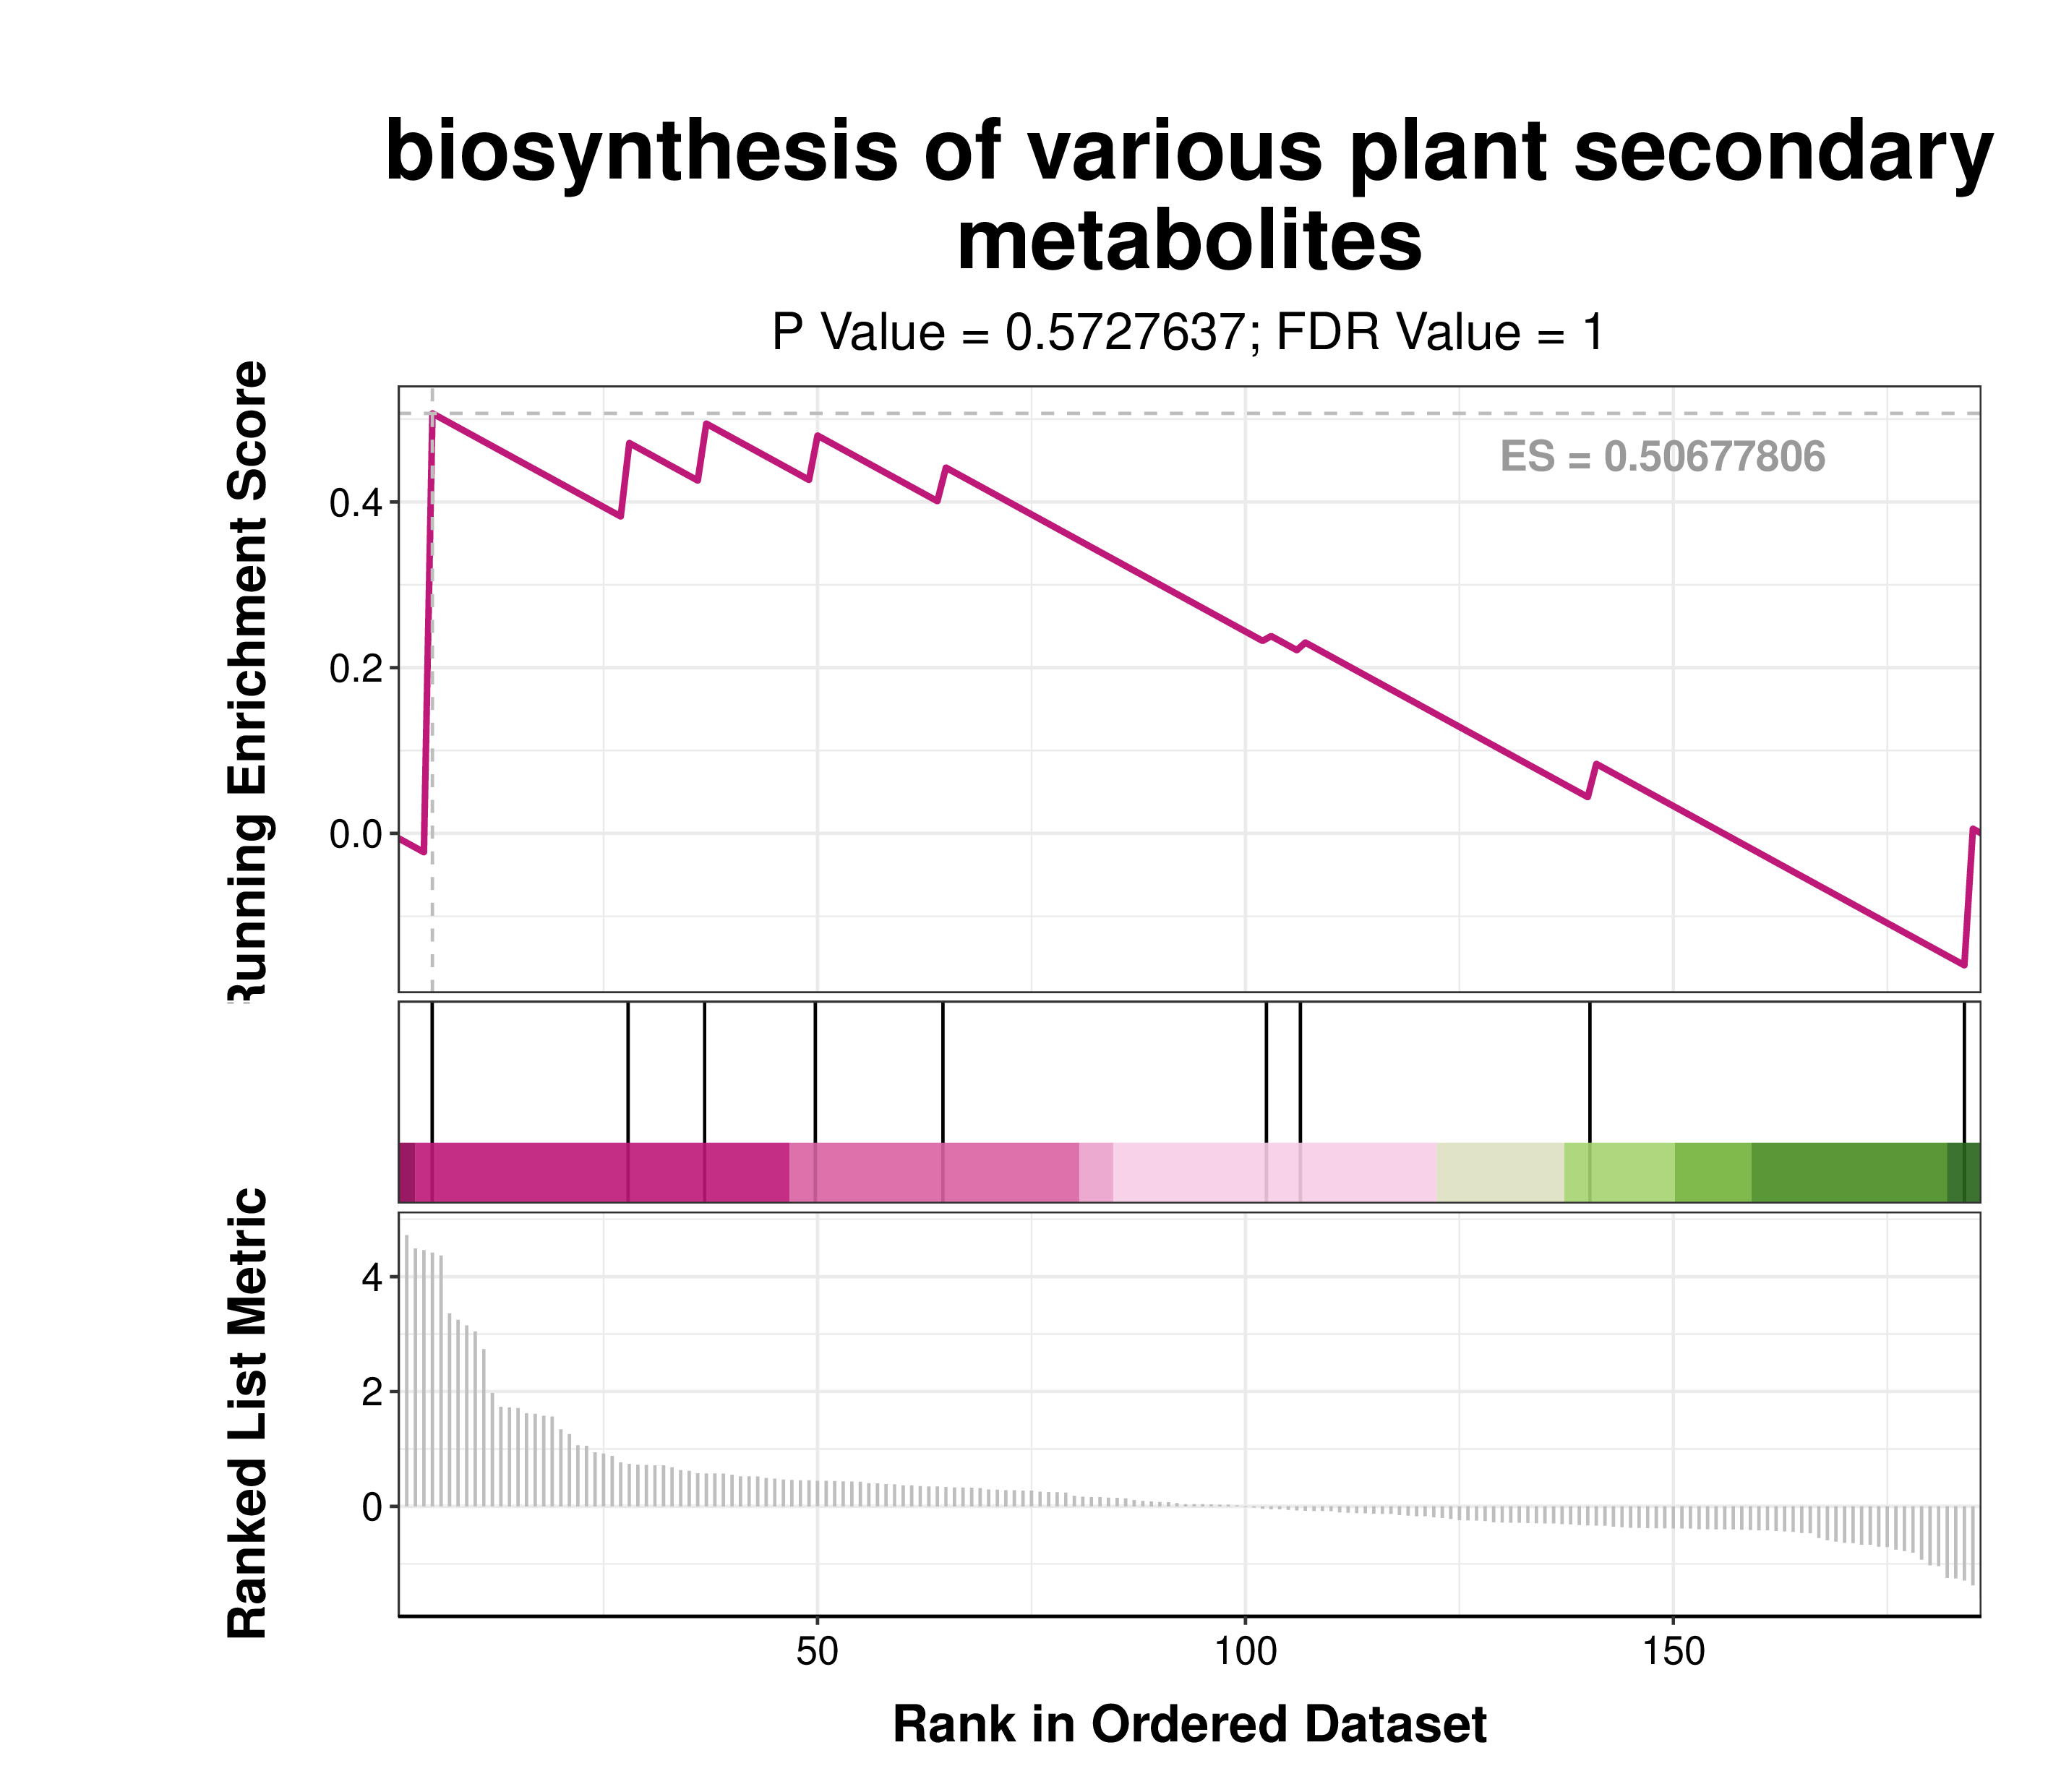 biosynthesis of various plant secondary
metabolites
P Value = 0.5727637; FDR Value = 1
Running Enrichment Score
ES = 0.50677806
0.4
0.2
0.0
Ranked List Metric
4
2
0
50 100 150
Rank in Ordered Dataset